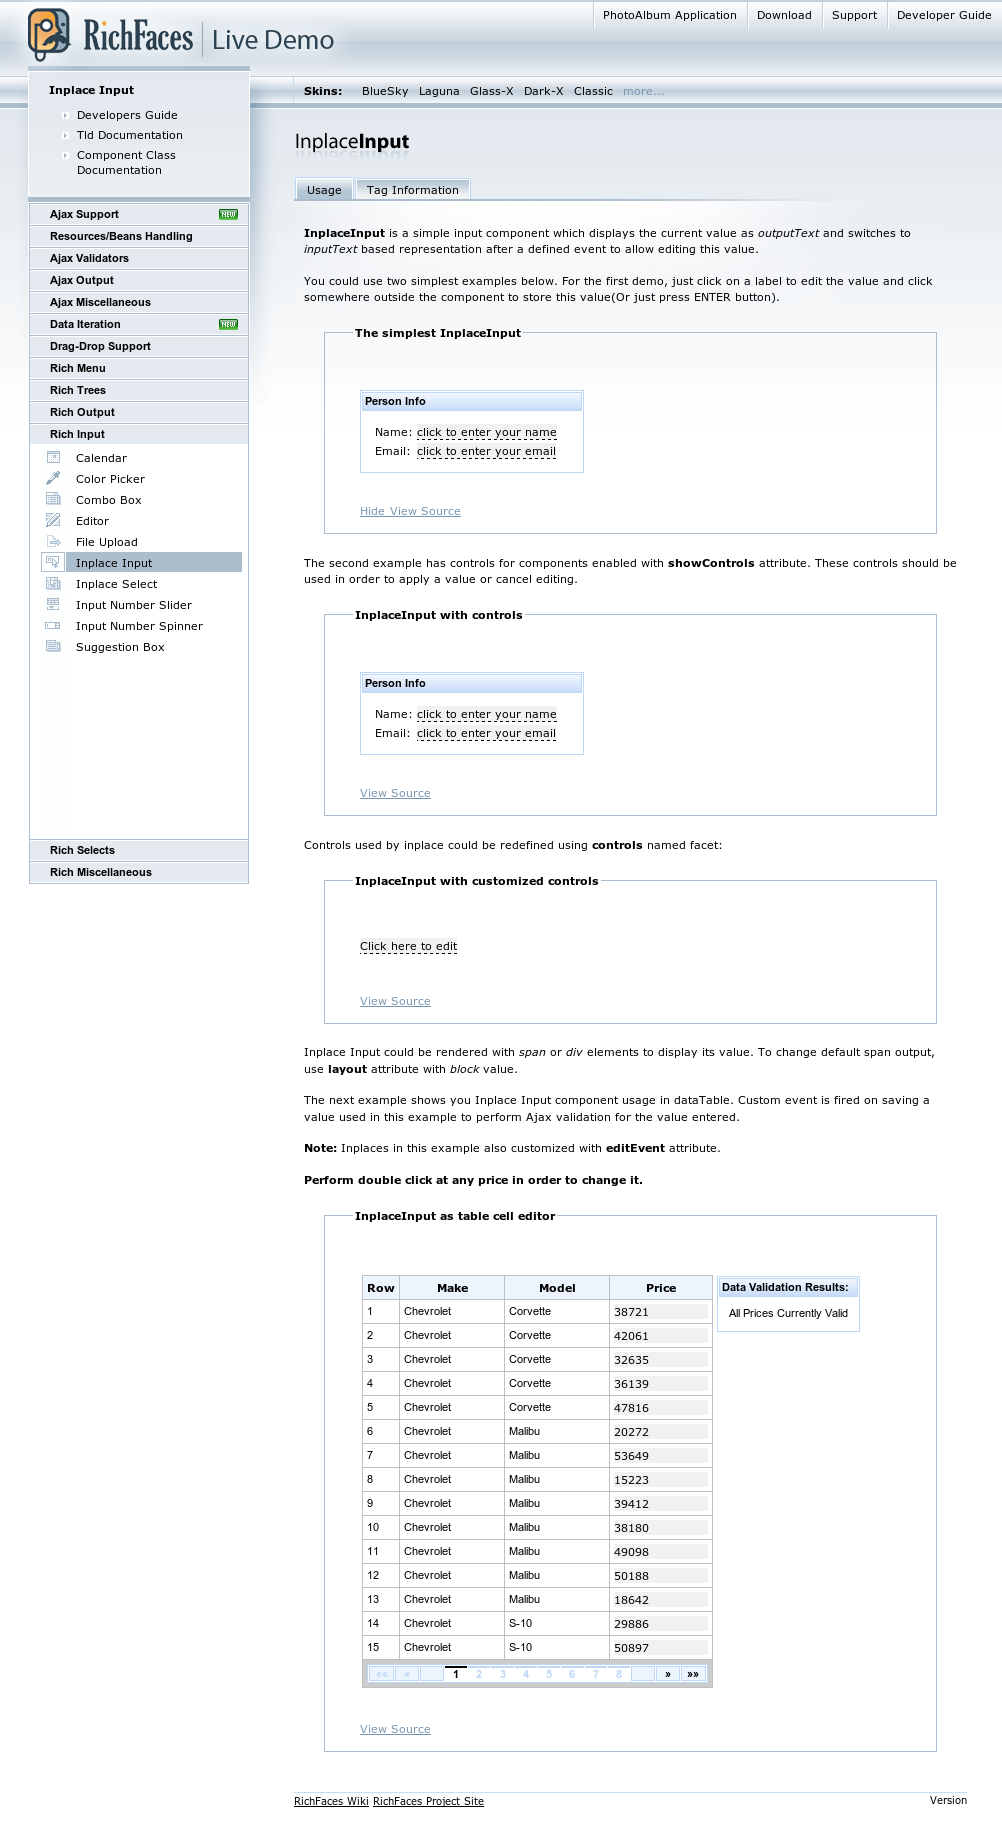 PhotoAlbum Application Download Support Developer Guide
RichFaces Live Demo
Skins: BlueSky Laguna Glass-X Dark-X Classic more...
Inplace Input
Developers Guide
Tld Documentation
Component Class
Documentation
Ajax Support NEW
Resources/Beans Handling
Ajax Validators
Ajax Output
Ajax Miscellaneous
Data Iteration NEW
Drag-Drop Support
Rich Menu
Rich Trees
Rich Output
Rich Input
Calendar
Color Picker
Combo Box
Editor
File Upload
Inplace Input
Inplace Select
Input Number Slider
Input Number Spinner
Suggestion Box
Rich Selects
Rich Miscellaneous
InplaceInput
Usage Tag Information
InplaceInput is a simple input component which displays the current value as outputText and switches to
inputText based representation after a defined event to allow editing this value.
You could use two simplest examples below. For the first demo, just click on a label to edit the value and click
somewhere outside the component to store this value(Or just press ENTER button).
The simplest InplaceInput
Person Info
Name: click to enter your name
Email: click to enter your email
Hide View Source
The second example has controls for components enabled with showControls attribute. These controls should be
used in order to apply a value or cancel editing.
InplaceInput with controls
Person Info
Name: click to enter your name
Email: click to enter your email
View Source
Controls used by inplace could be redefined using controls named facet:
InplaceInput with customized controls
Click here to edit
View Source
Inplace Input could be rendered with span or div elements to display its value. To change default span output,
use layout attribute with block value.
The next example shows you Inplace Input component usage in dataTable. Custom event is fired on saving a
value used in this example to perform Ajax validation for the value entered.
Note: Inplaces in this example also customized with editEvent attribute.
Perform double click at any price in order to change it.
InplaceInput as table cell editor
Row Make Model Price
1 Chevrolet Corvette 38721
2 Chevrolet Corvette 42061
3 Chevrolet Corvette 32635
4 Chevrolet Corvette 36139
5 Chevrolet Corvette 47816
6 Chevrolet Malibu 20272
7 Chevrolet Malibu 53649
8 Chevrolet Malibu 15223
9 Chevrolet Malibu 39412
10 Chevrolet Malibu 38180
11 Chevrolet Malibu 49098
12 Chevrolet Malibu 50188
13 Chevrolet Malibu 18642
14 Chevrolet S-10 29886
15 Chevrolet S-10 50897
«« « 1 2 3 4 5 6 7 8 » »»
Data Validation Results:
All Prices Currently Valid
View Source
RichFaces Wiki RichFaces Project Site Version